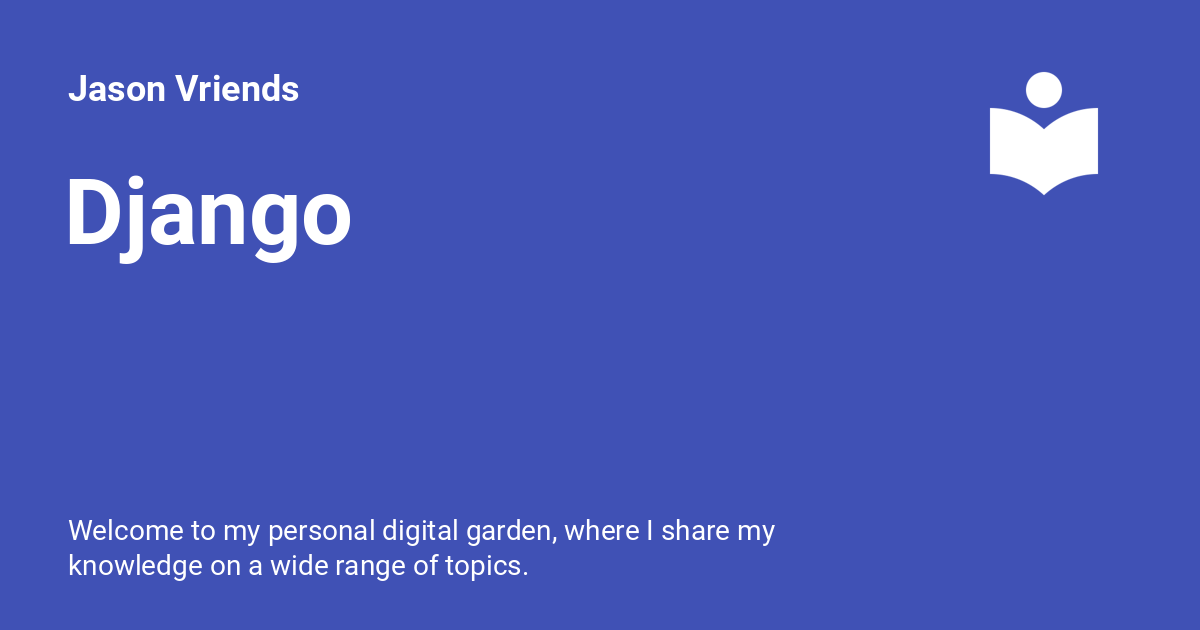 Jason Vriends
Django
Welcome to my personal digital garden, where I share my
knowledge on a wide range of topics.